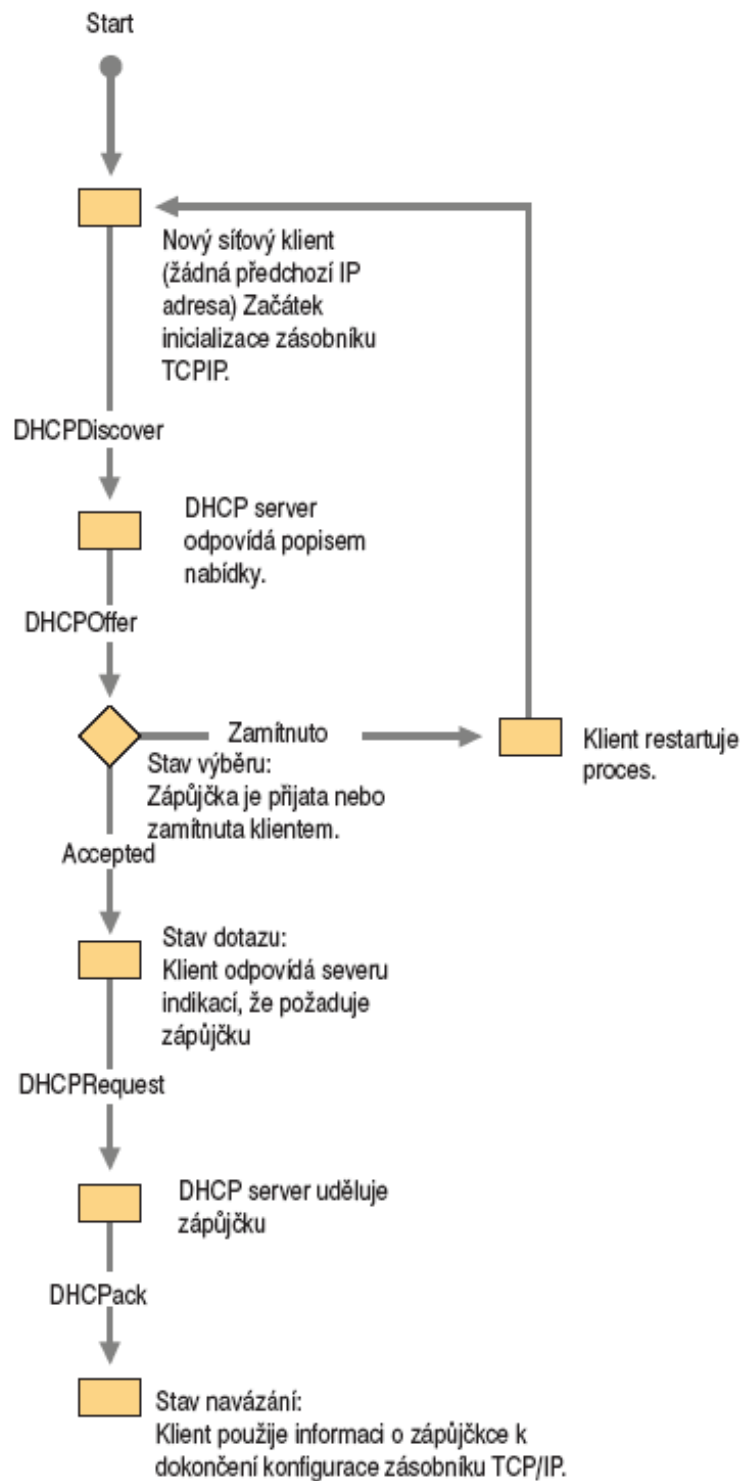 Start
Nový síťový klient
(žádná předchozí IP
adresa) Začátek
inicializace zásobníku
TCPIP.
DHCPDiscover
DHCP server
odpovídá popisem
nabídky.
DHCPOffer
Zamítnuto
Klient restartuje
proces.
Stav výběru:
Zápůjčka je přijata nebo
zamítnuta klientem.
Accepted
Stav dotazu:
Klient odpovídá severu
indikací, že požaduje
zápůjčku
DHCPRequest
DHCP server uděluje
zápůjčku
DHCPack
Stav navázání:
Klient použije informaci o zápůjčkce k
dokončení konfigurace zásobníku TCP/IP.